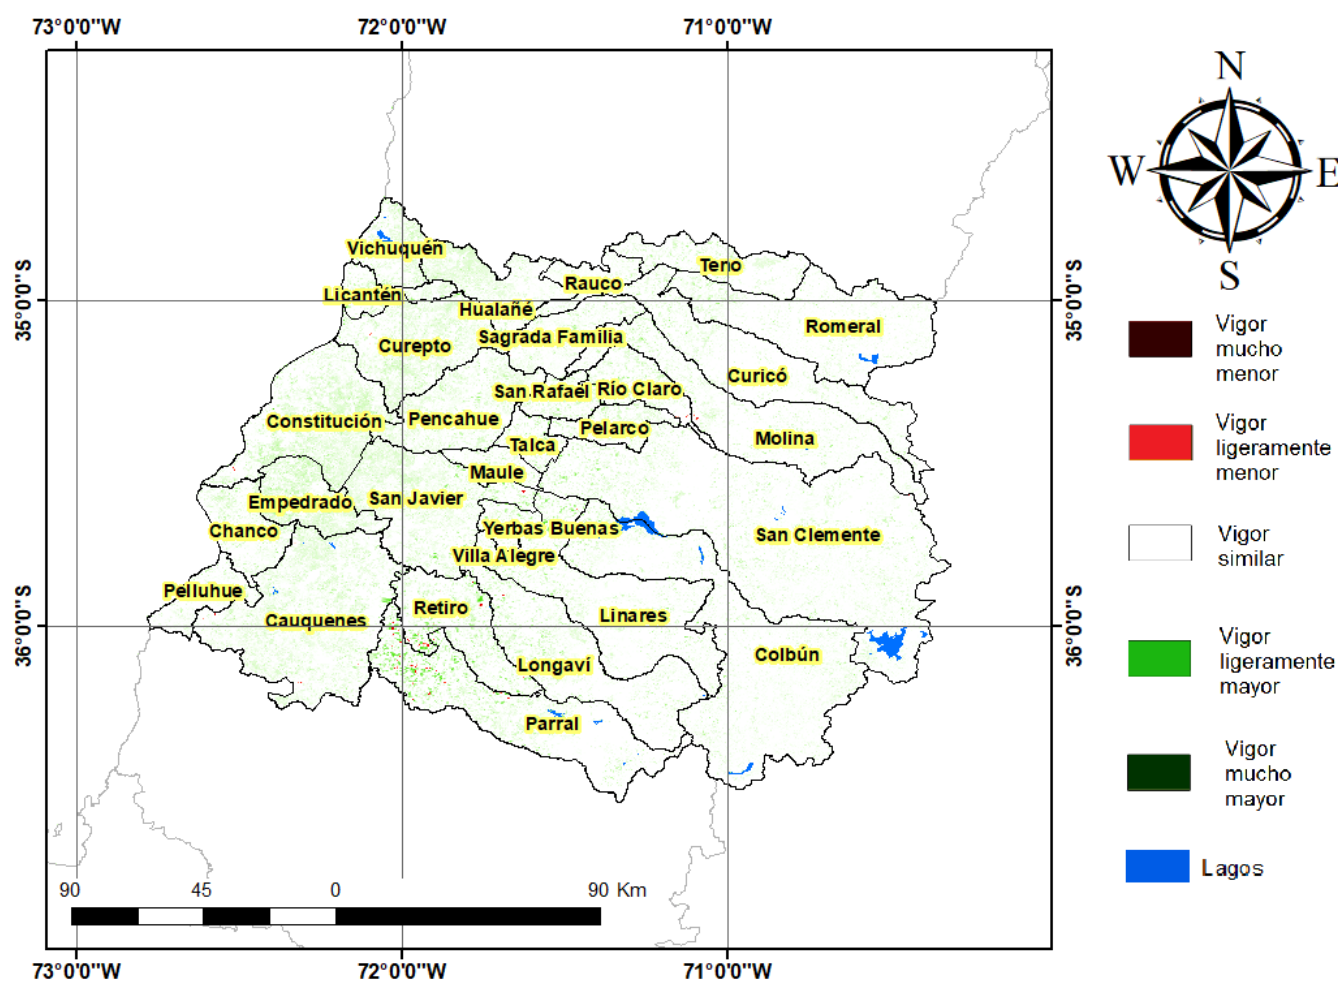 73°0'0"W 72°0'0"W 71°0'0"W
N
W E
S
35°0'0"S 35°0'0"S
36°0'0"S 36°0'0"S
Vichuquén
Teno
Rauco
Licantén
Hualañé
Romeral
Sagrada Familia
Curepto
Curicó
San Rafael Río Claro
Constitución Pencahue
Pelarco
Molina
Talca
Maule
Empedrado San Javier
Chanco
Yerbas Buenas
San Clemente
Villa Alegre
Pelluhue
Retiro
Linares
Cauquenes
Colbún
Longaví
Parral
Vigor
mucho
menor
Vigor
ligeramente
menor
Vigor
similar
Vigor
ligeramente
mayor
Vigor
mucho
mayor
Lagos
90 45 0 90 Km
73°0'0"W 72°0'0"W 71°0'0"W